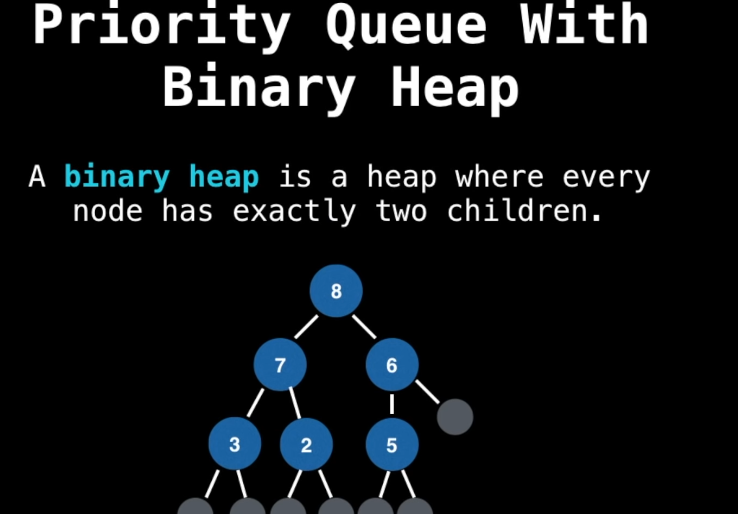 Priority Queue With
Binary Heap
A binary heap is a heap where every
node has exactly two children.
8
7 6
3 2 5